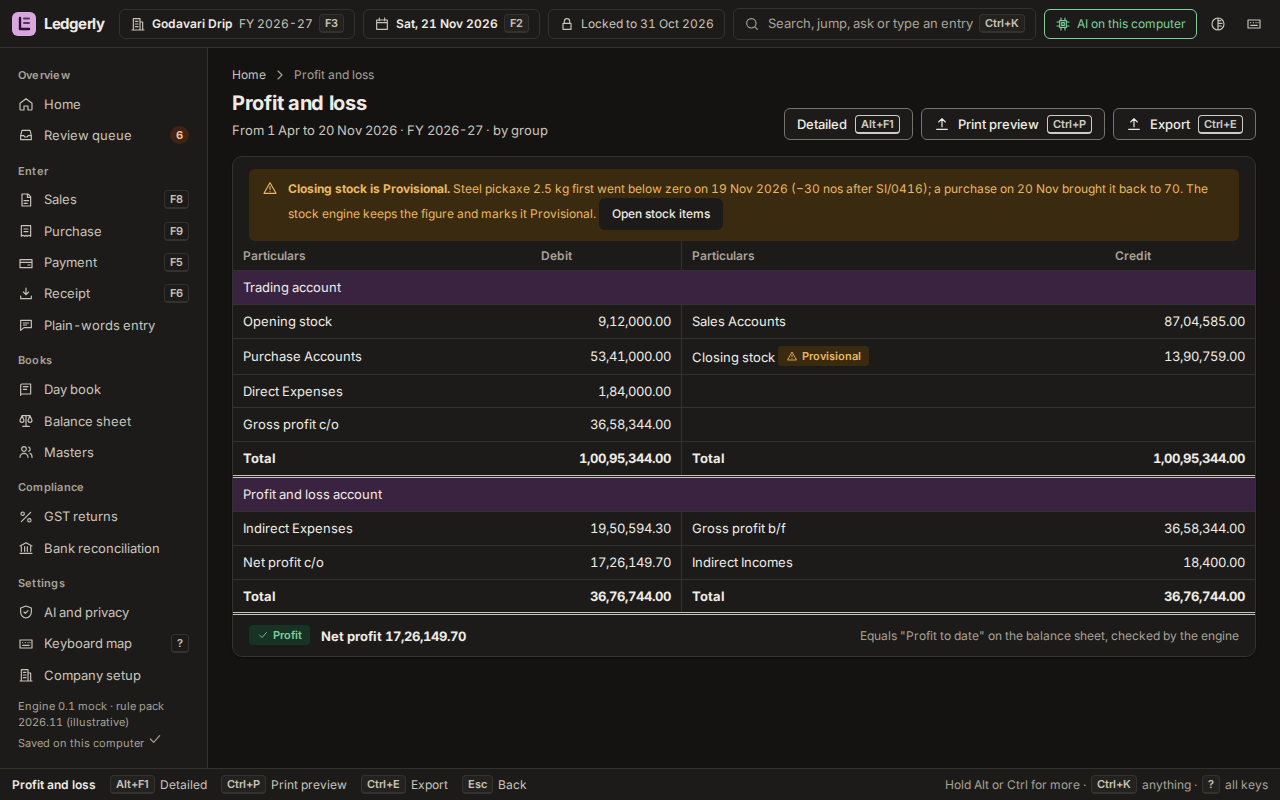 Ledgerly
Godavari Drip FY 2026-27 F3
Sat, 21 Nov 2026 F2
Locked to 31 Oct 2026
Search, jump, ask or type an entry Ctrl+K
AI on this computer
Overview
Home
Review queue 6
Enter
Sales F8
Purchase F9
Payment F5
Receipt F6
Plain-words entry
Books
Day book
Balance sheet
Masters
Compliance
GST returns
Bank reconciliation
Settings
AI and privacy
Keyboard map ?
Company setup
Engine 0.1 mock · rule pack
2026.11 (illustrative)
Saved on this computer
Home > Profit and loss
Profit and loss
From 1 Apr to 20 Nov 2026 · FY 2026-27 · by group
Detailed Alt+F1
Print preview Ctrl+P
Export Ctrl+E
Closing stock is Provisional. Steel pickaxe 2.5 kg first went below zero on 19 Nov 2026 (−30 nos after SI/0416); a purchase on 20 Nov brought it back to 70. The
stock engine keeps the figure and marks it Provisional. Open stock items
Particulars Debit Particulars Credit
Trading account
Opening stock 9,12,000.00 Sales Accounts 87,04,585.00
Purchase Accounts 53,41,000.00 Closing stock Provisional 13,90,759.00
Direct Expenses 1,84,000.00
Gross profit c/o 36,58,344.00
Total 1,00,95,344.00 Total 1,00,95,344.00
Profit and loss account
Indirect Expenses 19,50,594.30 Gross profit b/f 36,58,344.00
Net profit c/o 17,26,149.70 Indirect Incomes 18,400.00
Total 36,76,744.00 Total 36,76,744.00
Profit Net profit 17,26,149.70 Equals "Profit to date" on the balance sheet, checked by the engine
Profit and loss Alt+F1 Detailed Ctrl+P Print preview Ctrl+E Export Esc Back Hold Alt or Ctrl for more · Ctrl+K anything · ? all keys